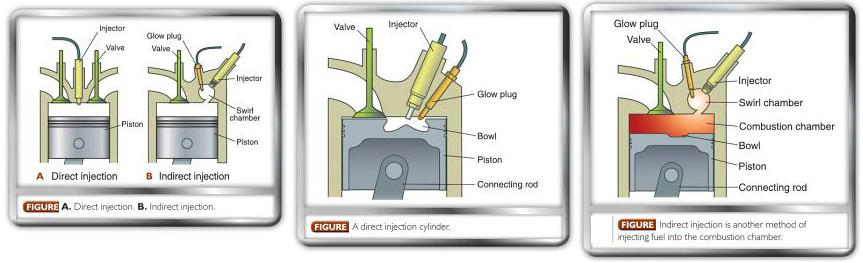 Injector
Valve
Piston
Glow plug
Valve
Injector
Swirl
chamber
Piston
A Direct injection
B Indirect injection
FIGURE A. Direct injection. B. Indirect injection.
Valve
Injector
Glow plug
Bowl
Piston
Connecting rod
FIGURE A direct injection cylinder.
Glow plug
Valve
Injector
Swirl chamber
Combustion chamber
Bowl
Piston
Connecting rod
FIGURE Indirect injection is another method of
injecting fuel into the combustion chamber.